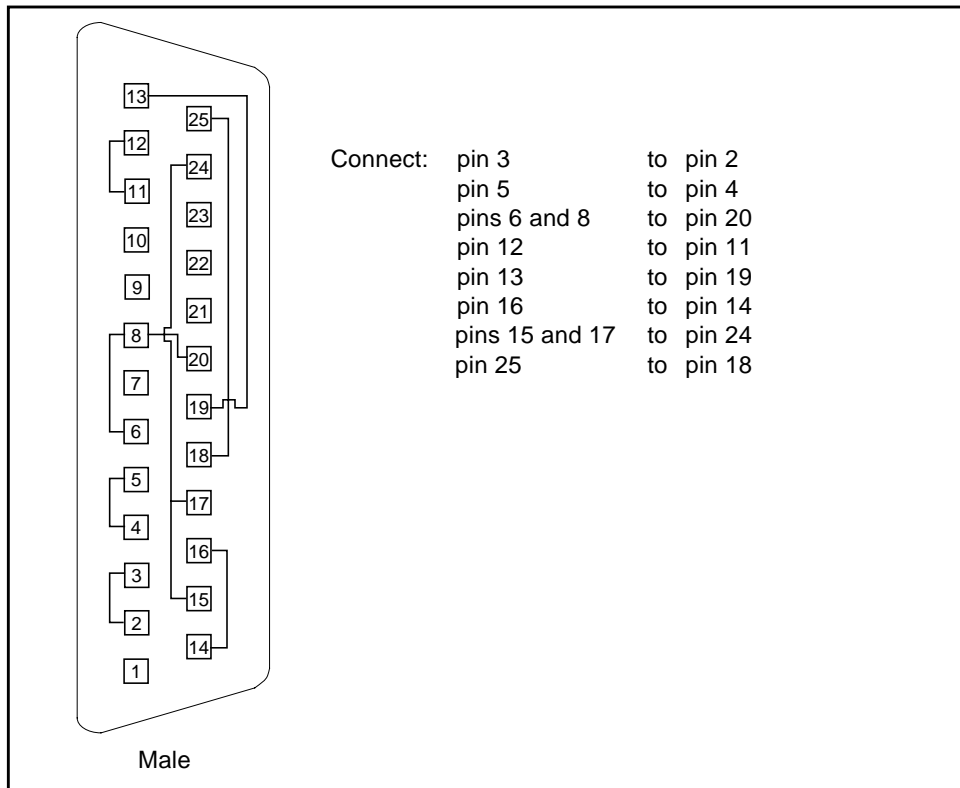 13
25
12
24
11
23
10
22
9
21
8
20
7
19
6
18
5
17
4
16
3
15
2
14
1
Male
Connect: pin 3 to pin 2
pin 5 to pin 4
pins 6 and 8 to pin 20
pin 12 to pin 11
pin 13 to pin 19
pin 16 to pin 14
pins 15 and 17 to pin 24
pin 25 to pin 18